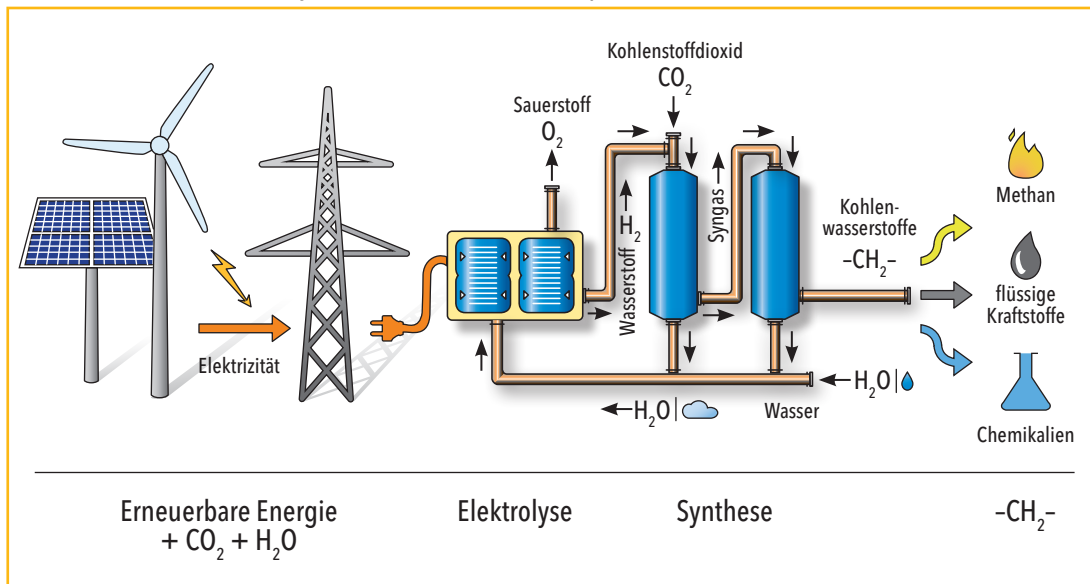 Kohlenstoffdioxid
CO₂
Sauerstoff
O₂
Elektrizität
H₂
Wasserstoff
Syngas
Kohlen-
wasserstoffe
–CH₂–
Methan
flüssige
Kraftstoffe
Chemikalien
H₂O
H₂O
Wasser
Erneuerbare Energie
+ CO₂ + H₂O
Elektrolyse
Synthese
–CH₂–